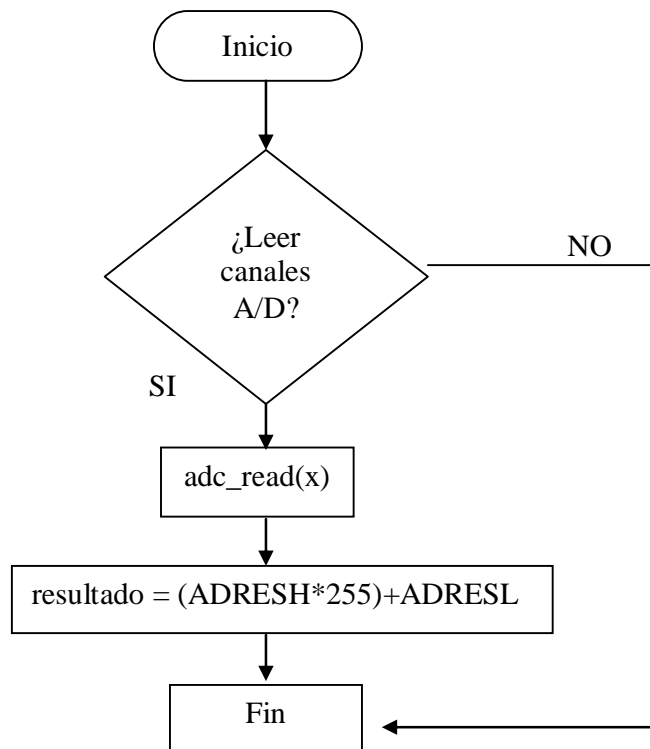 Inicio
¿Leer
canales
A/D?
NO
SI
adc_read(x)
resultado = (ADRESH*255)+ADRESL
Fin